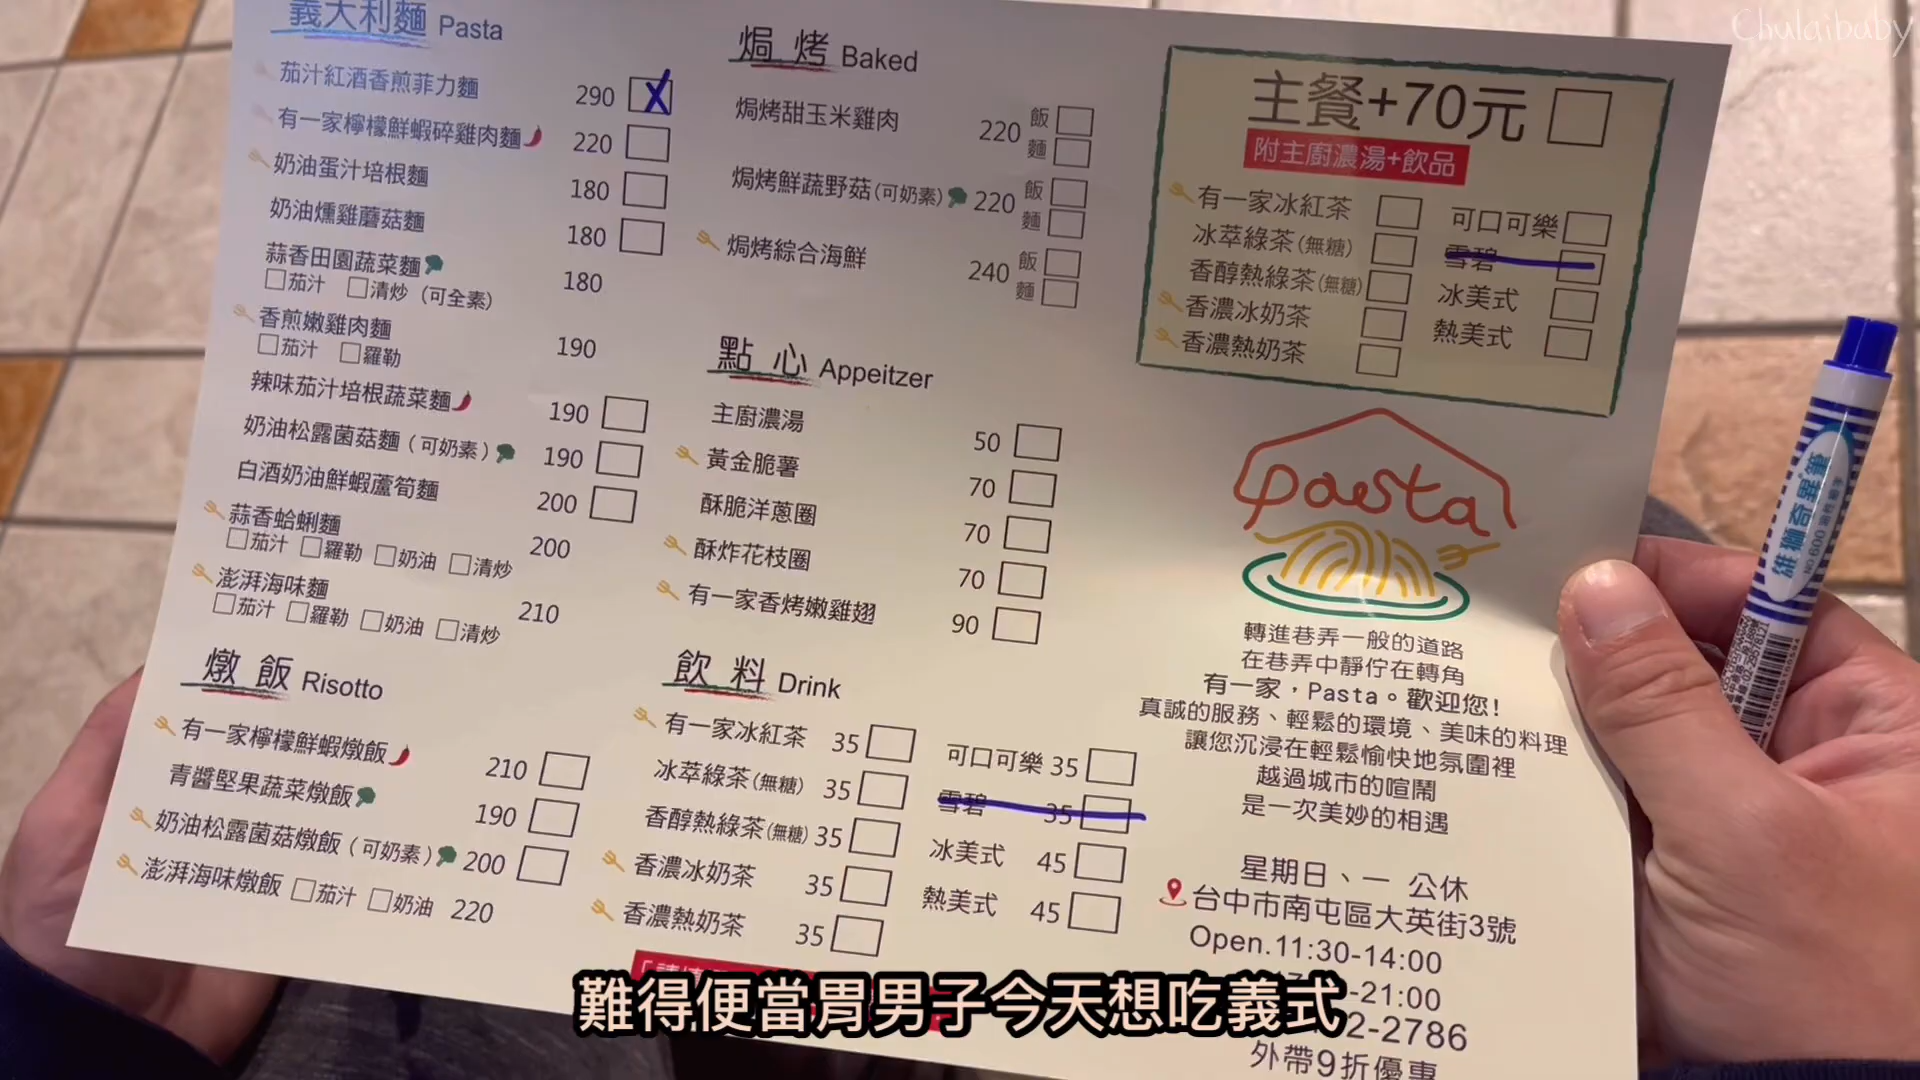 Chulaibaby
義大利麵 Pasta
茄汁紅酒香煎菲力麵 290
有一家檸檬鮮蝦碎雞肉麵 220
奶油蛋汁培根麵 180
奶油燻雞蘑菇麵 180
蒜香田園蔬菜麵 180
茄汁 清炒 (可全素)
香煎嫩雞肉麵 190
茄汁 羅勒
辣味茄汁培根蔬菜麵 190
奶油松露菌菇麵 (可奶素) 190
白酒奶油鮮蝦蘆筍麵 200
蒜香蛤蜊麵 200
茄汁 羅勒 奶油 清炒
澎湃海味麵 210
茄汁 羅勒 奶油 清炒
燉飯 Risotto
有一家檸檬鮮蝦燉飯 210
青醬堅果蔬菜燉飯 190
奶油松露菌菇燉飯 (可奶素) 200
澎湃海味燉飯 茄汁 奶油 220
焗烤 Baked
焗烤甜玉米雞肉 220 飯
麵
焗烤鮮蔬野菇(可奶素) 220 飯
麵
焗烤綜合海鮮 240 飯
麵
點心 Appeitzer
主廚濃湯 50
黃金脆薯 70
酥脆洋蔥圈 70
酥炸花枝圈 70
有一家香烤嫩雞翅 90
飲料 Drink
有一家冰紅茶 35
冰萃綠茶(無糖) 35
香醇熱綠茶(無糖) 35
香濃冰奶茶 35
香濃熱奶茶 35
可口可樂 35
雪碧 35
冰美式 45
熱美式 45
主餐+70元
附主廚濃湯+飲品
有一家冰紅茶 可口可樂
冰萃綠茶(無糖) 雪碧
香醇熱綠茶(無糖) 冰美式
香濃冰奶茶 熱美式
香濃熱奶茶
pasta
轉進巷弄一般的道路
在巷弄中靜佇在轉角
有一家，Pasta。歡迎您!
真誠的服務、輕鬆的環境、美味的料理
讓您沉浸在輕鬆愉快地氛圍裡
越過城市的喧鬧
是一次美妙的相遇
星期日、一 公休
台中市南屯區大英街3號
Open.11:30-14:00
-21:00
2-2786
外帶9折優惠
雄獅奇異筆
NO.600
難得便當胃男子今天想吃義式